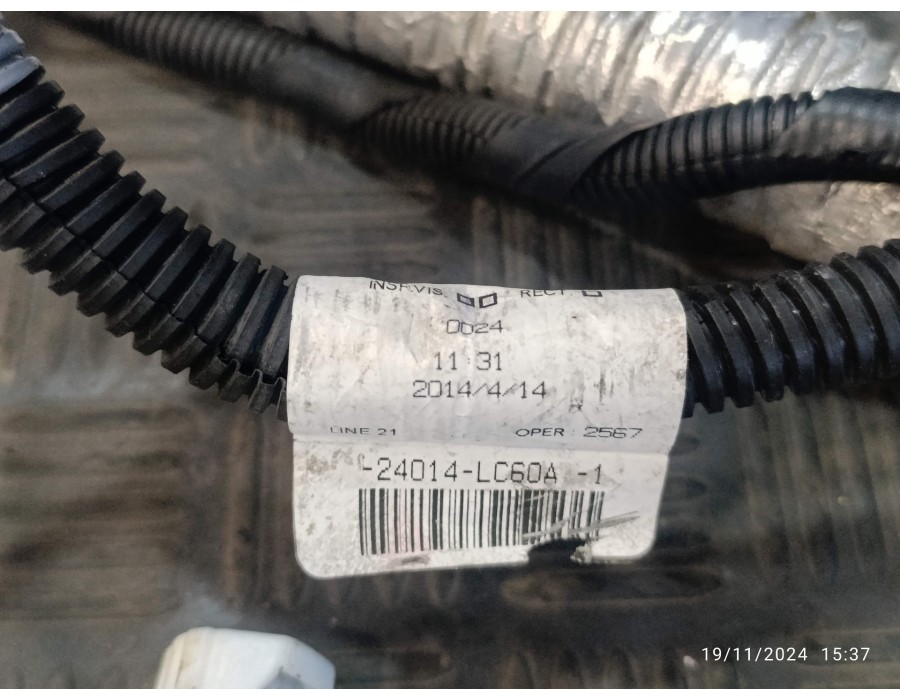 INSP.VIS. RECT.
0024
11:31
2014/4/14
LINE 21 OPER : 2567
-24014-LC60A -1
19/11/2024 15:37